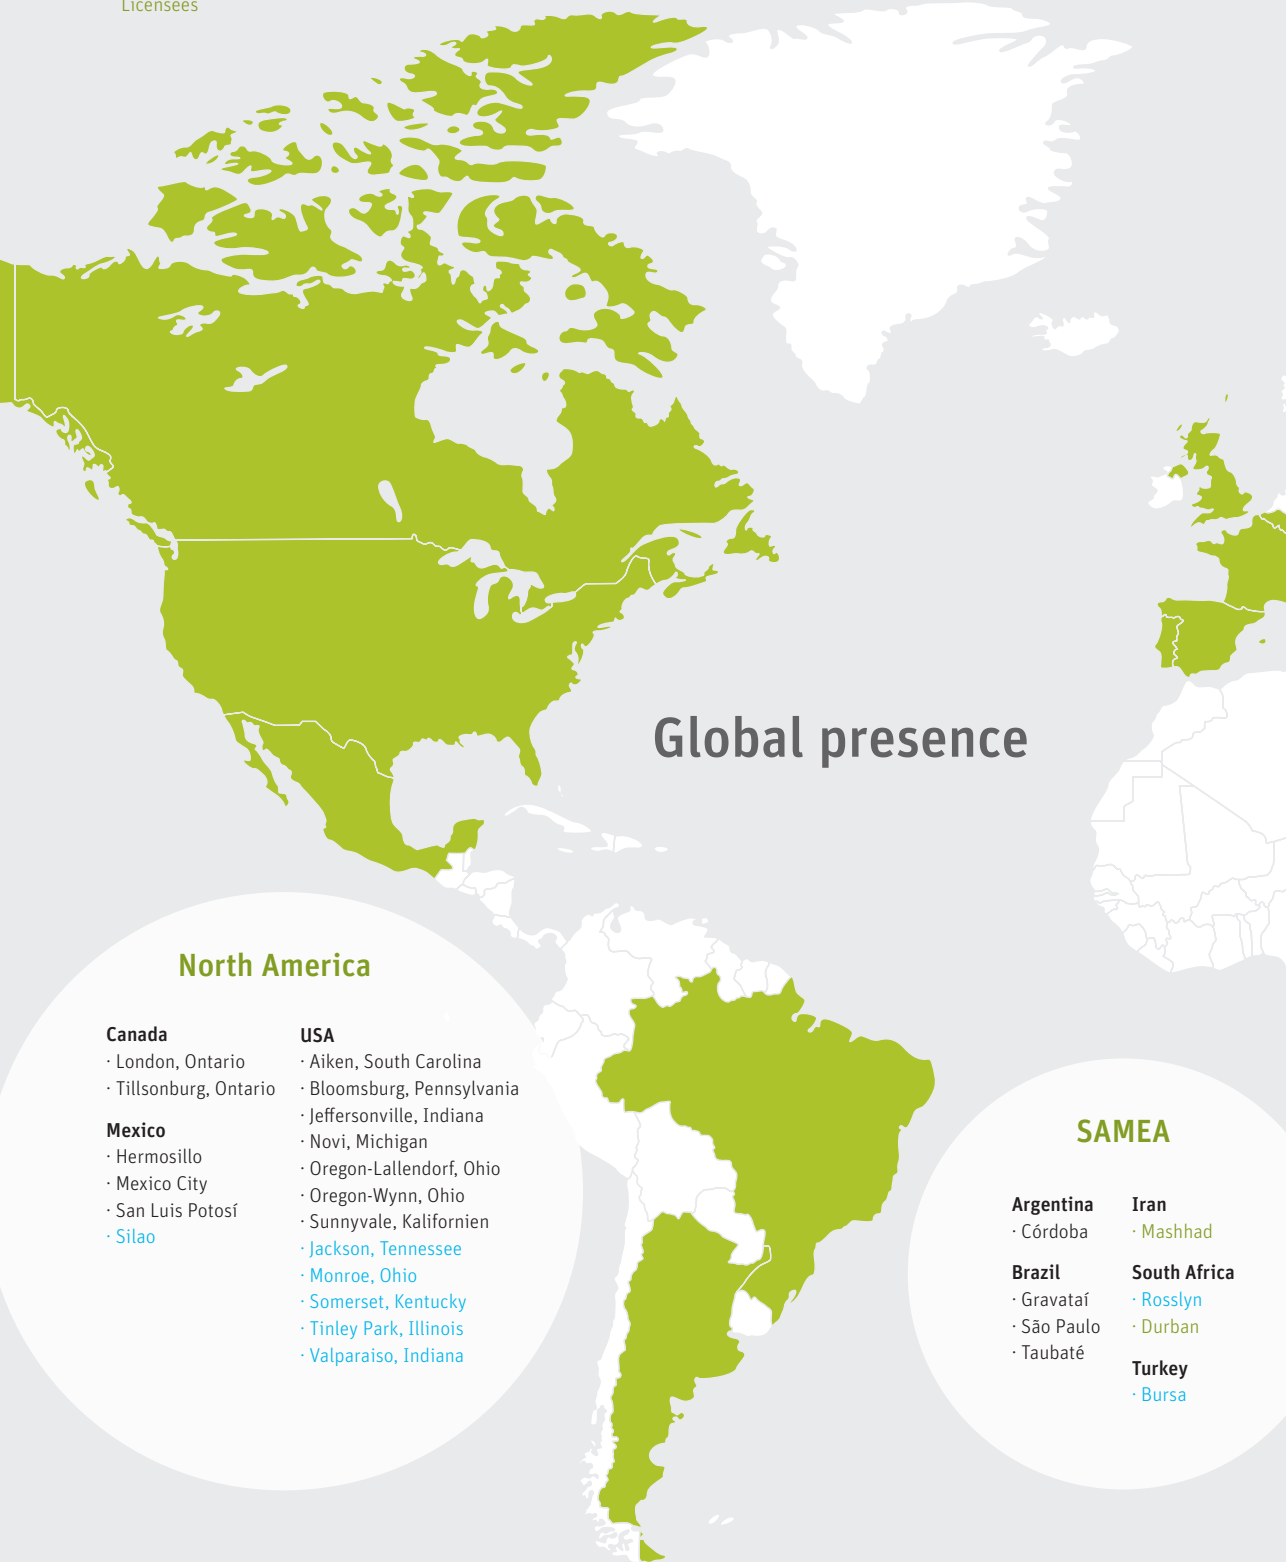 Licensees
Global presence
North America
Canada
· London, Ontario
· Tillsonburg, Ontario
Mexico
· Hermosillo
· Mexico City
· San Luis Potosí
· Silao
USA
· Aiken, South Carolina
· Bloomsburg, Pennsylvania
· Jeffersonville, Indiana
· Novi, Michigan
· Oregon-Lallendorf, Ohio
· Oregon-Wynn, Ohio
· Sunnyvale, Kalifornien
· Jackson, Tennessee
· Monroe, Ohio
· Somerset, Kentucky
· Tinley Park, Illinois
· Valparaiso, Indiana
SAMEA
Argentina
· Córdoba
Brazil
· Gravataí
· São Paulo
· Taubaté
Iran
· Mashhad
South Africa
· Rosslyn
· Durban
Turkey
· Bursa